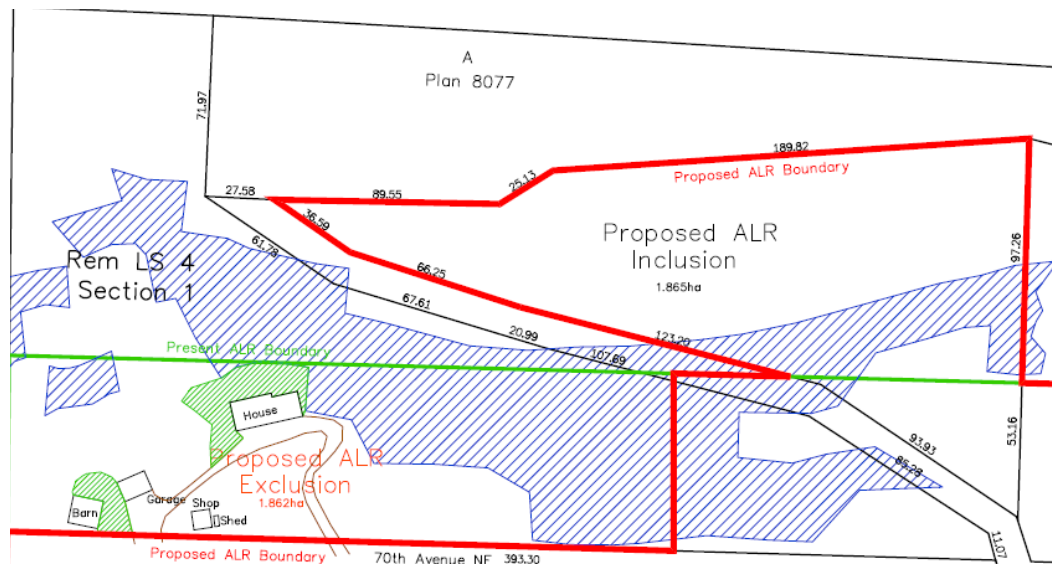 A
Plan 8077
71.97
189.82
Proposed ALR Boundary
25.13
27.58
89.55
36.59
61.78
Proposed ALR
Inclusion
1.865ha
97.26
Rem LS 4
Section 1
66.25
67.61
20.99
123.20
107.69
Present ALR Boundary
House
93.93
53.16
85.28
Proposed ALR
Exclusion
1.862ha
Garage
Shop
Barn
Shed
11.07
Proposed ALR Boundary
70th Avenue NE 393.30